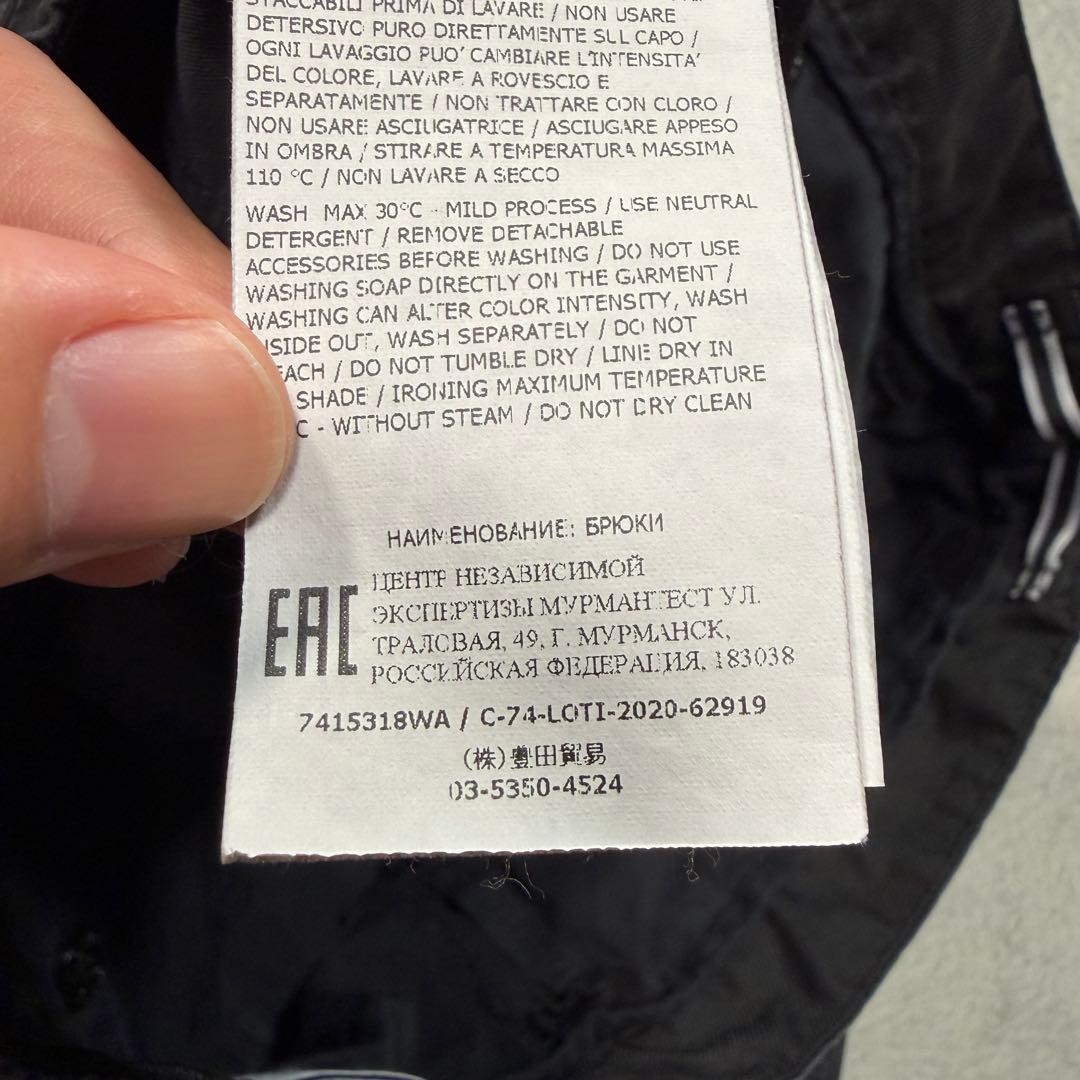 STACCABILI PRIMA DI LAVARE / NON USARE
DETERSIVO PURO DIRETTAMENTE SUL CAPO /
OGNI LAVAGGIO PUO' CAMBIARE L'INTENSITA'
DEL COLORE, LAVARE A ROVESCIO E
SEPARATAMENTE / NON TRATTARE CON CLORO /
NON USARE ASCIUGATRICE / ASCIUGARE APPESO
IN OMBRA / STIRARE A TEMPERATURA MASSIMA
110 °C / NON LAVARE A SECCO
WASH MAX 30°C - MILD PROCESS / USE NEUTRAL
DETERGENT / REMOVE DETACHABLE
ACCESSORIES BEFORE WASHING / DO NOT USE
WASHING SOAP DIRECTLY ON THE GARMENT /
WASHING CAN ALTER COLOR INTENSITY, WASH
NSIDE OUT, WASH SEPARATELY / DO NOT
EACH / DO NOT TUMBLE DRY / LINE DRY IN
SHADE / IRONING MAXIMUM TEMPERATURE
C - WITHOUT STEAM / DO NOT DRY CLEAN
НАИМЕНОВАНИЕ: БРЮКИ
EAC
ЦЕНТР НЕЗАВИСИМОЙ
ЭКСПЕРТИЗЫ МУРМАНТЕСТ УЛ.
ТРАЛОВАЯ, 49, Г. МУРМАНСК,
РОССИЙСКАЯ ФЕДЕРАЦИЯ, 183038
7415318WA / C-74-LOTI-2020-62919
(株)豊田貿易
03-5350-4524